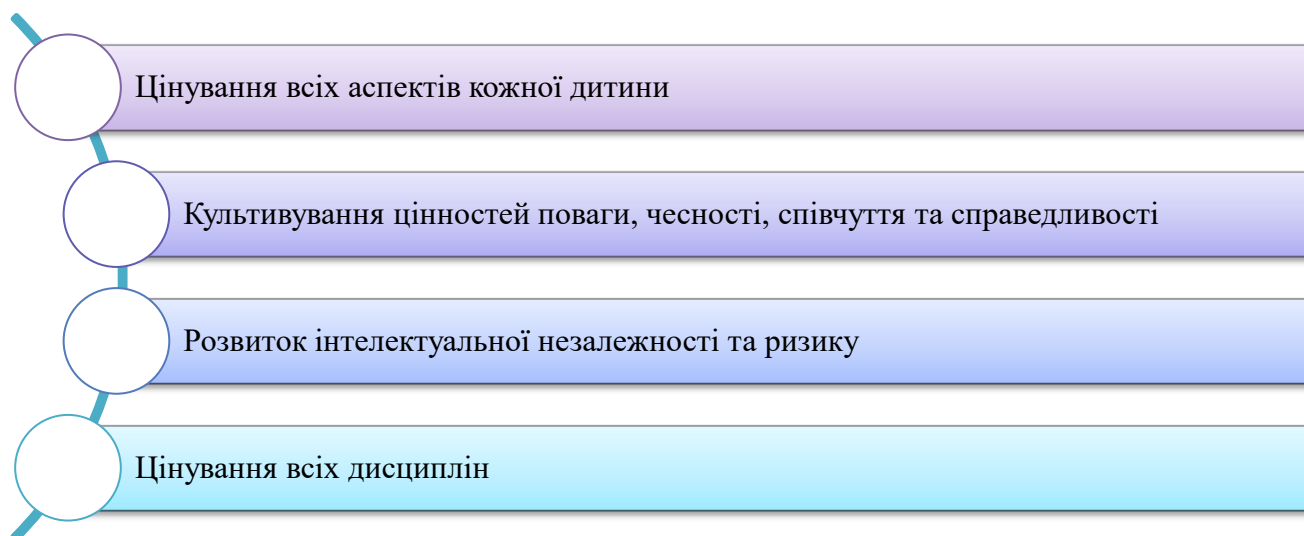 Цінування всіх аспектів кожної дитини
Культивування цінностей поваги, чесності, співчуття та справедливості
Розвиток інтелектуальної незалежності та ризику
Цінування всіх дисциплін